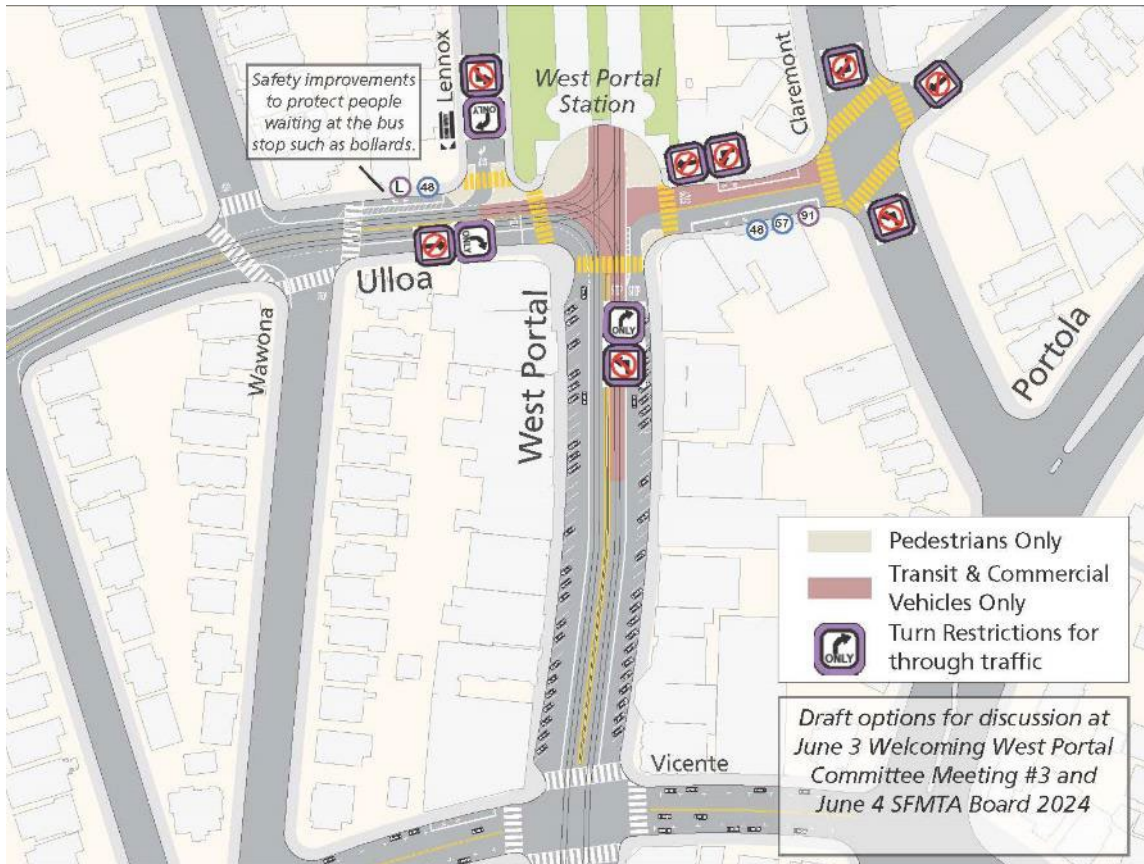 Safety improvements
to protect people
waiting at the bus
stop such as bollards.
Lennox
ONLY
West Portal
Station
Claremont
L
48
ONLY
48
57
91
Ulloa
Wawona
West Portal
STOP
STOP
ONLY
Portola
Pedestrians Only
Transit & Commercial
Vehicles Only
ONLY
Turn Restrictions for
through traffic
Vicente
Draft options for discussion at
June 3 Welcoming West Portal
Committee Meeting #3 and
June 4 SFMTA Board 2024